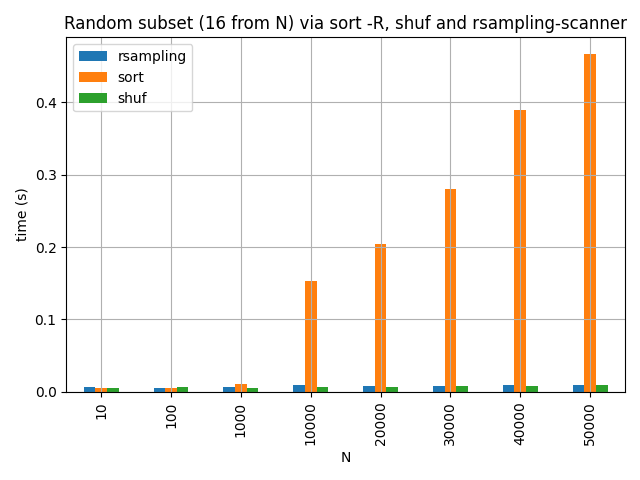 Random subset (16 from N) via sort -R, shuf and rsampling-scanner
rsampling
sort
shuf
time (s)
0.4
0.3
0.2
0.1
0.0
10
100
1000
10000
20000
30000
40000
50000
N